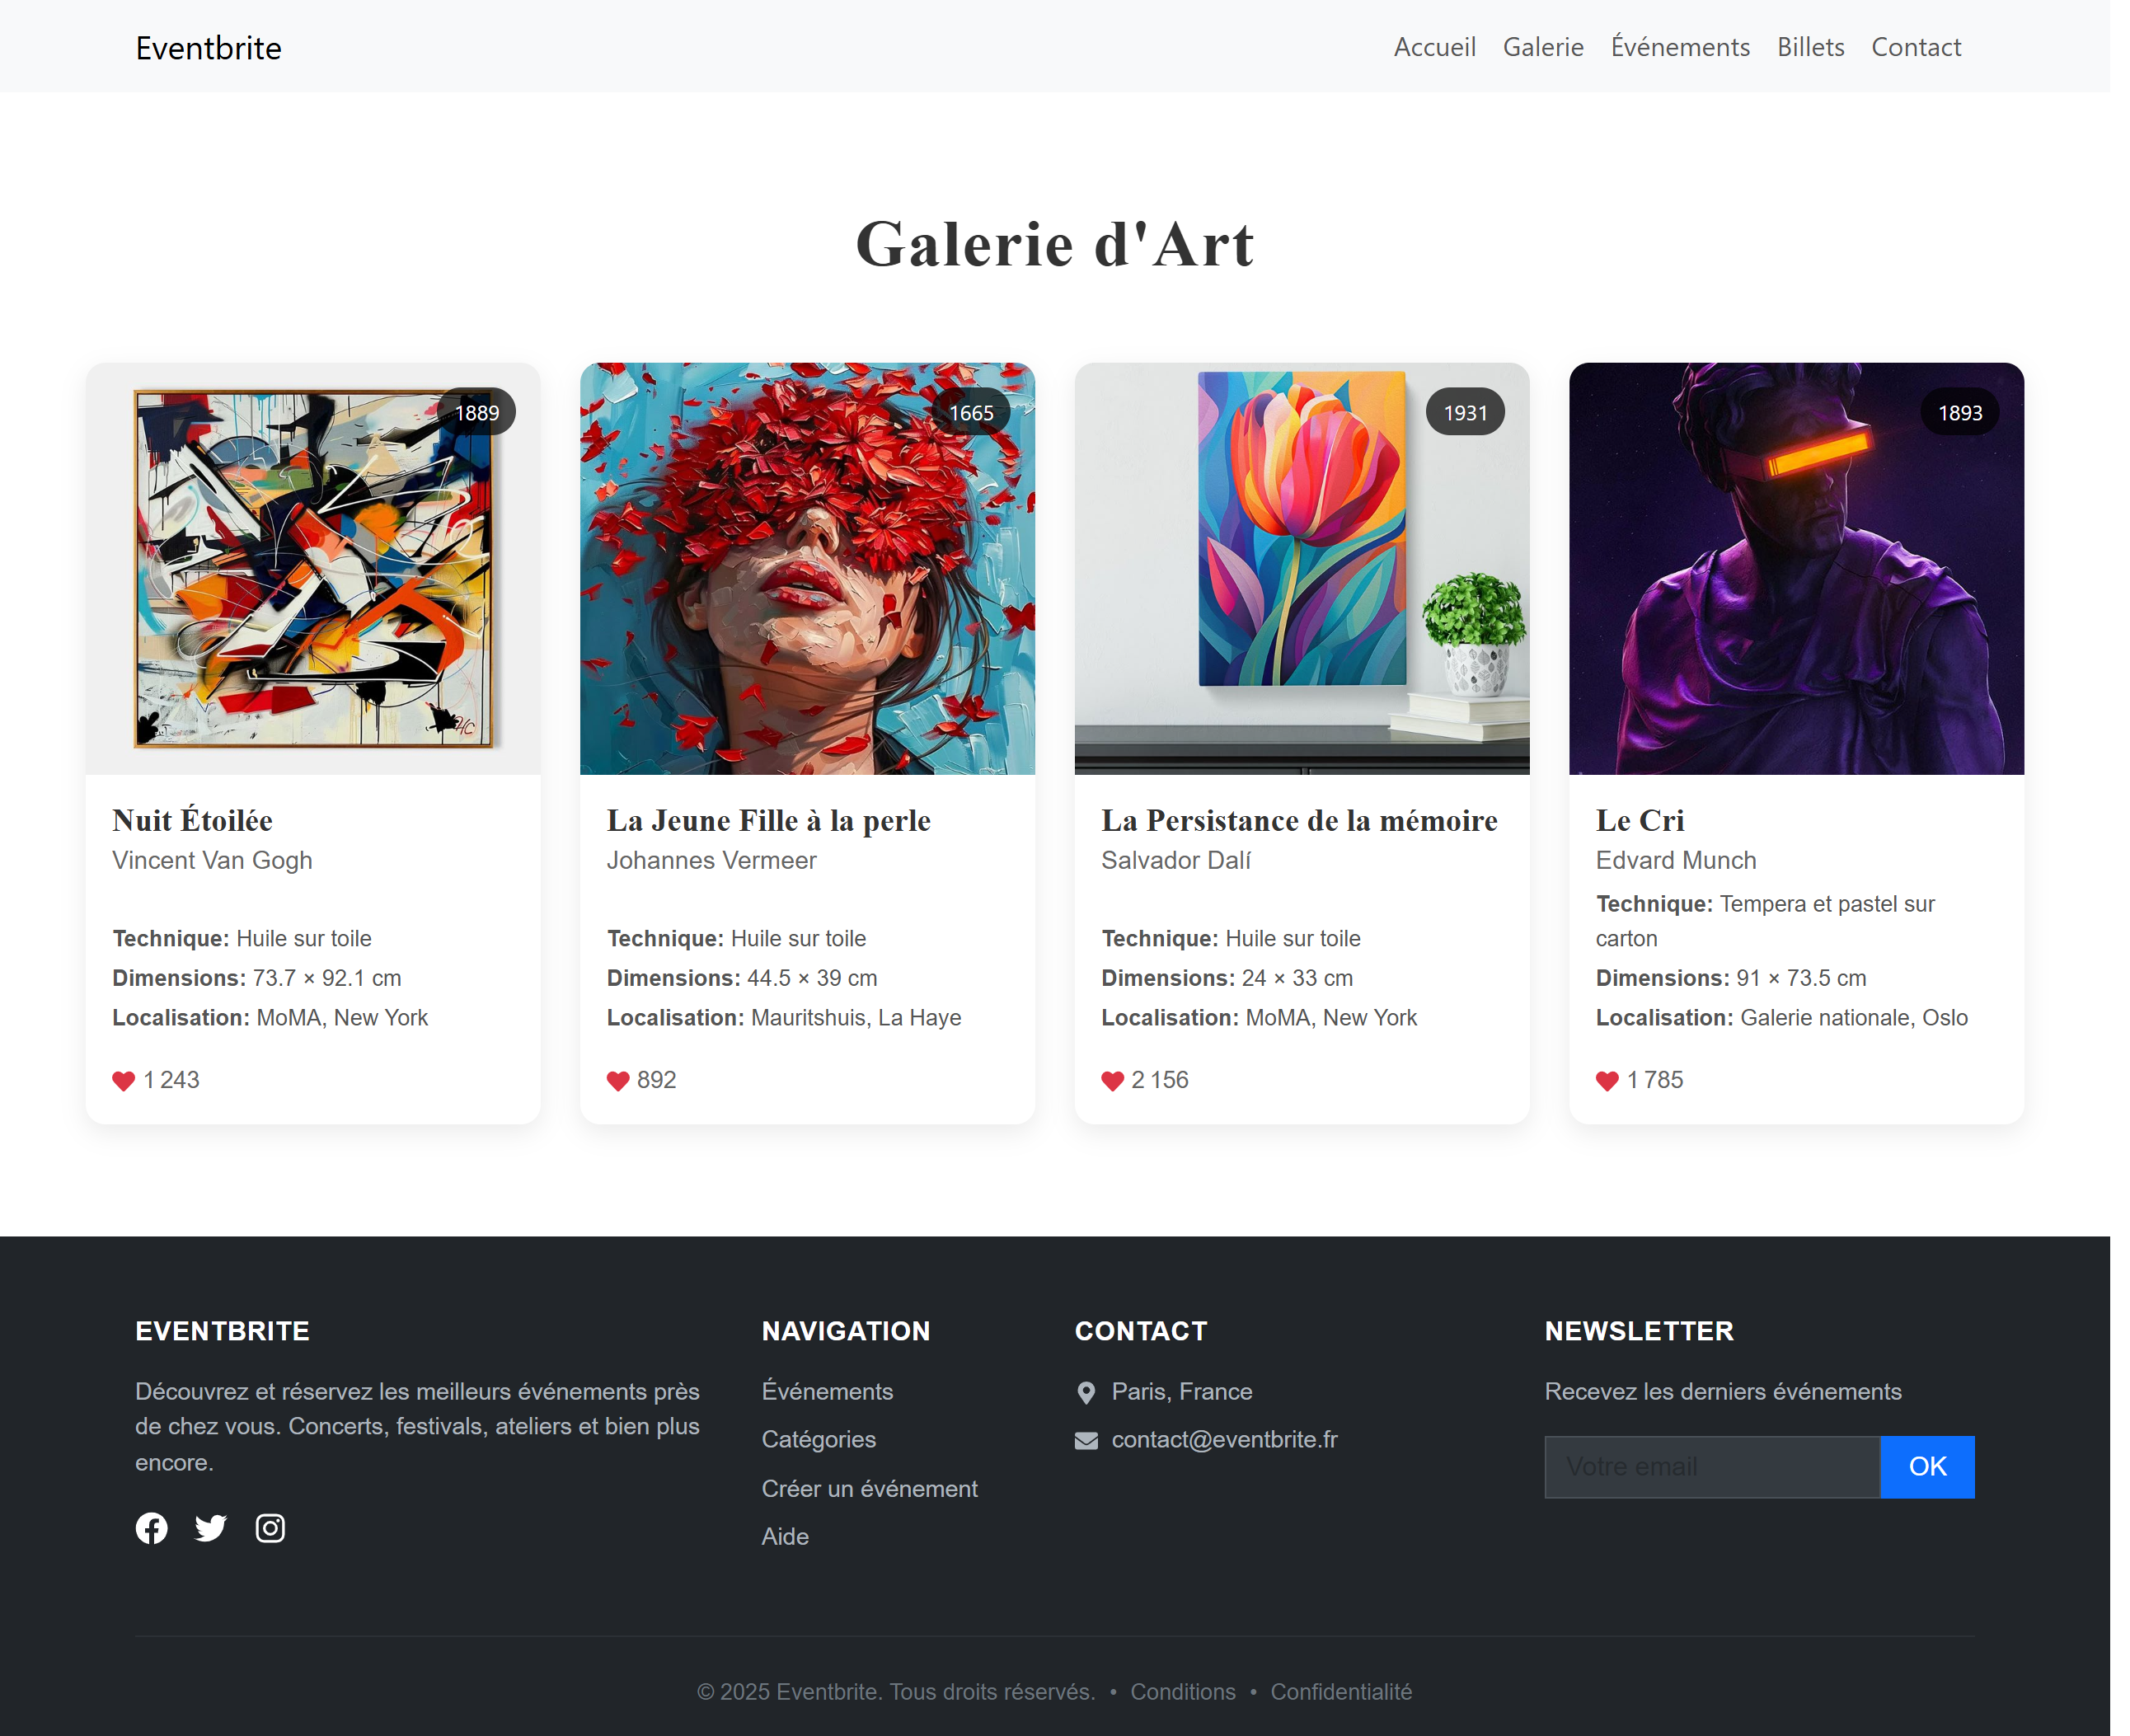 Eventbrite
Accueil Galerie Événements Billets Contact
Galerie d'Art
1889
Nuit Étoilée
Vincent Van Gogh
Technique: Huile sur toile
Dimensions: 73.7 × 92.1 cm
Localisation: MoMA, New York
1 243
1665
La Jeune Fille à la perle
Johannes Vermeer
Technique: Huile sur toile
Dimensions: 44.5 × 39 cm
Localisation: Mauritshuis, La Haye
892
1931
La Persistance de la mémoire
Salvador Dalí
Technique: Huile sur toile
Dimensions: 24 × 33 cm
Localisation: MoMA, New York
2 156
1893
Le Cri
Edvard Munch
Technique: Tempera et pastel sur
carton
Dimensions: 91 × 73.5 cm
Localisation: Galerie nationale, Oslo
1 785
EVENTBRITE
Découvrez et réservez les meilleurs événements près
de chez vous. Concerts, festivals, ateliers et bien plus
encore.
NAVIGATION
Événements
Catégories
Créer un événement
Aide
CONTACT
Paris, France
contact@eventbrite.fr
NEWSLETTER
Recevez les derniers événements
Votre email
OK
© 2025 Eventbrite. Tous droits réservés. • Conditions • Confidentialité